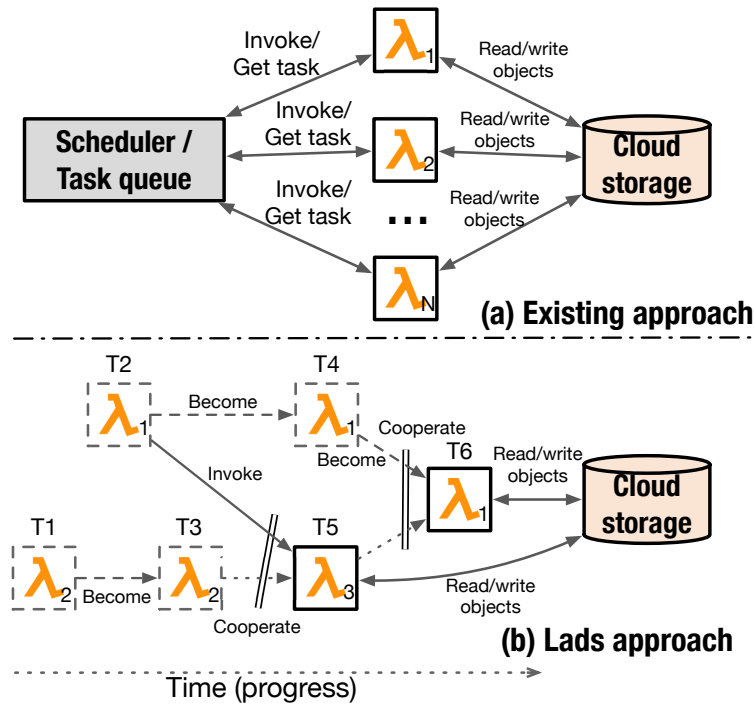 Invoke/
Get task
λ1
Read/write
objects
Scheduler /
Task queue
Invoke/
Get task
λ2
Read/write
objects
Cloud
storage
Invoke/
Get task
...
Read/write
objects
λN
(a) Existing approach
T2
T4
λ1
Become
λ1
Cooperate
Become
T6
Read/write
objects
λ1
Cloud
storage
Invoke
T1
T3
T5
λ2
Become
λ2
Cooperate
λ3
Read/write
objects
(b) Lads approach
Time (progress)